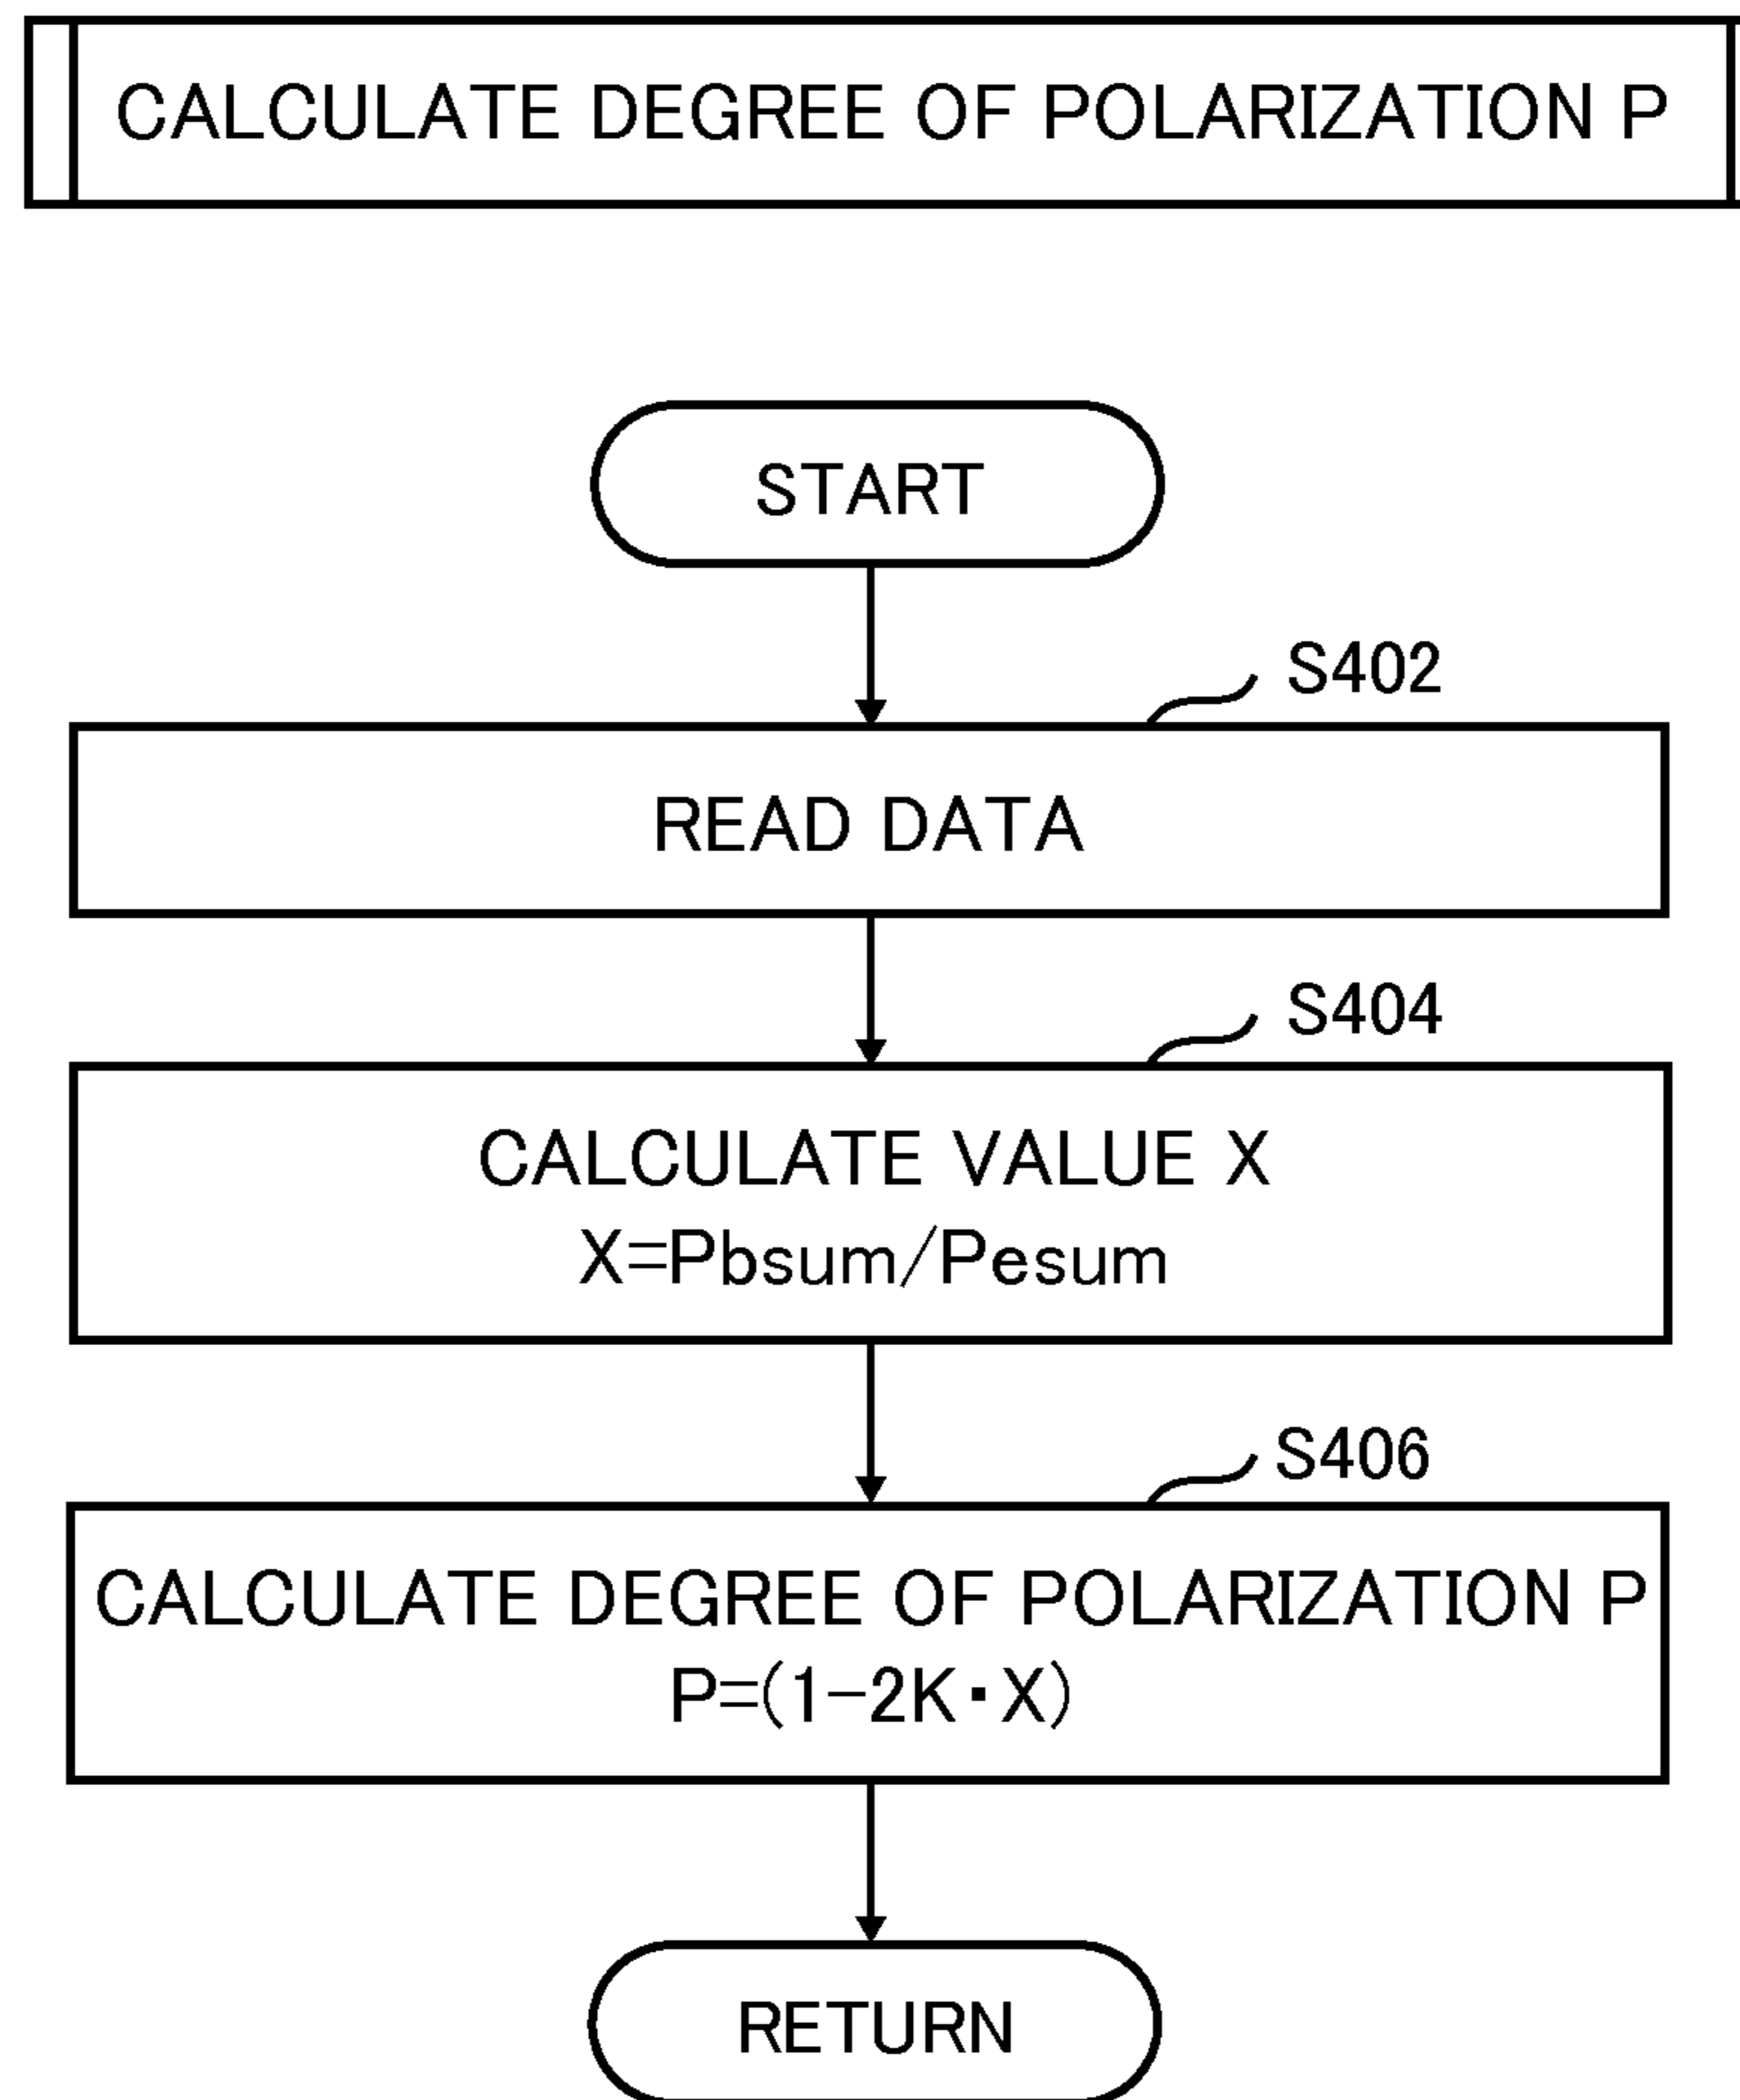 CALCULATE DEGREE OF POLARIZATION P
START
S402
READ DATA
S404
CALCULATE VALUE X
X=Pbsum/Pesum
S406
CALCULATE DEGREE OF POLARIZATION P
P=(1-2K・X)
RETURN